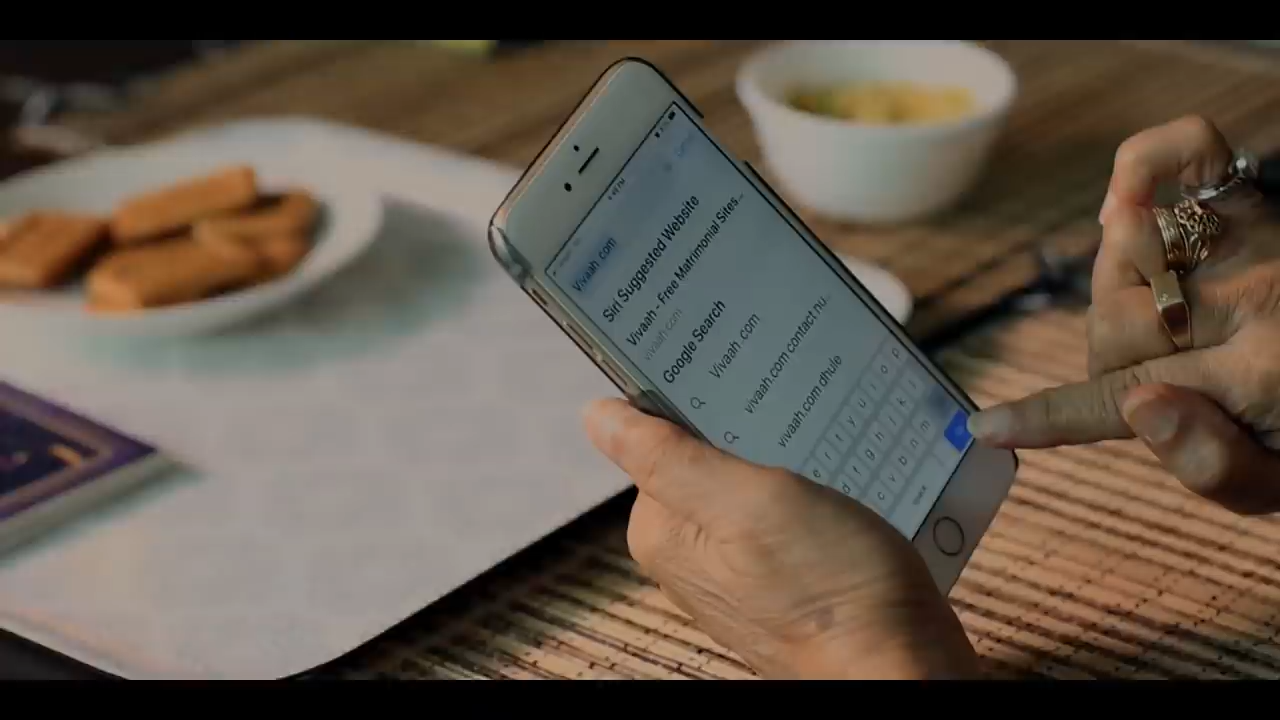 Vivaah.com
Siri Suggested Website
Vivaah - Free Matrimonial Sites...
vivaah.com
Google Search
Vivaah.com
vivaah.com contact nu...
vivaah.com dhule
e r t y u i o p
d f g h j k l
c v b n m
space